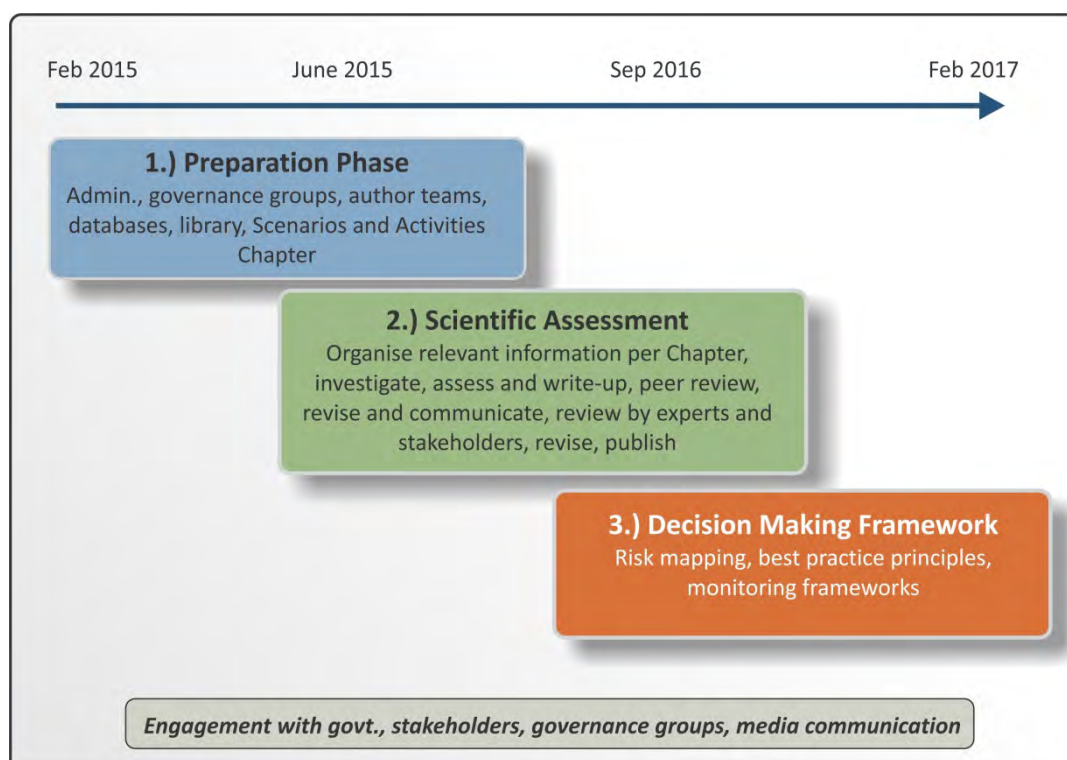 Feb 2015 June 2015 Sep 2016 Feb 2017
1.) Preparation Phase
Admin., governance groups, author teams,
databases, library, Scenarios and Activities
Chapter
2.) Scientific Assessment
Organise relevant information per Chapter,
investigate, assess and write-up, peer review,
revise and communicate, review by experts and
stakeholders, revise, publish
3.) Decision Making Framework
Risk mapping, best practice principles,
monitoring frameworks
Engagement with govt., stakeholders, governance groups, media communication